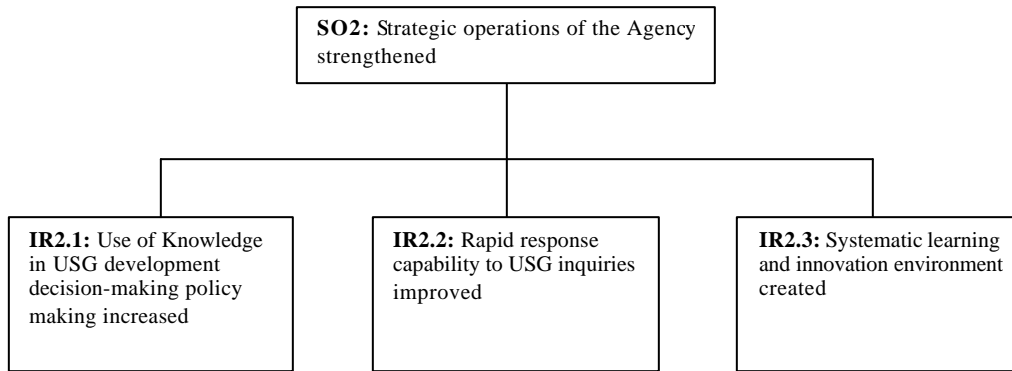 SO2: Strategic operations of the Agency
strengthened
IR2.1: Use of Knowledge
in USG development
decision-making policy
making increased
IR2.2: Rapid response
capability to USG inquiries
improved
IR2.3: Systematic learning
and innovation environment
created